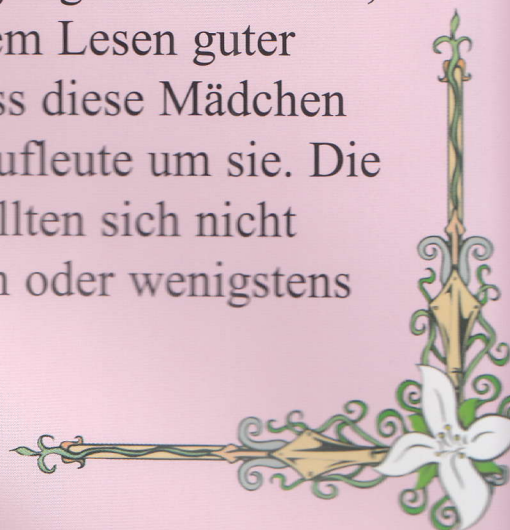 em Lesen guter
ss diese Mädchen
ufleute um sie. Die
llten sich nicht
n oder wenigstens